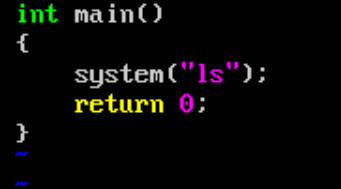 int main()
{
    system("ls");
    return 0;
}
~
~